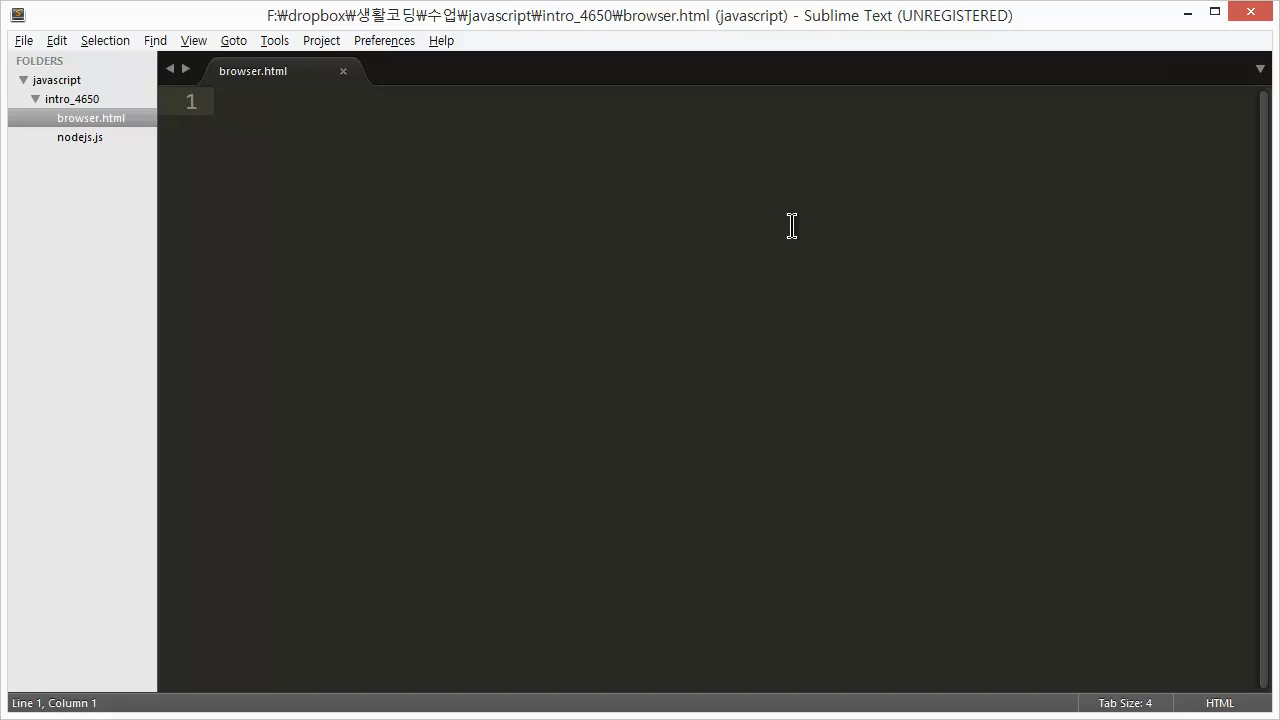 F:₩dropbox₩생활코딩₩수업₩javascript₩intro_4650₩browser.html (javascript) - Sublime Text (UNREGISTERED)
File Edit Selection Find View Goto Tools Project Preferences Help
FOLDERS
javascript
intro_4650
browser.html
nodejs.js
browser.html
1
Line 1, Column 1
Tab Size: 4
HTML